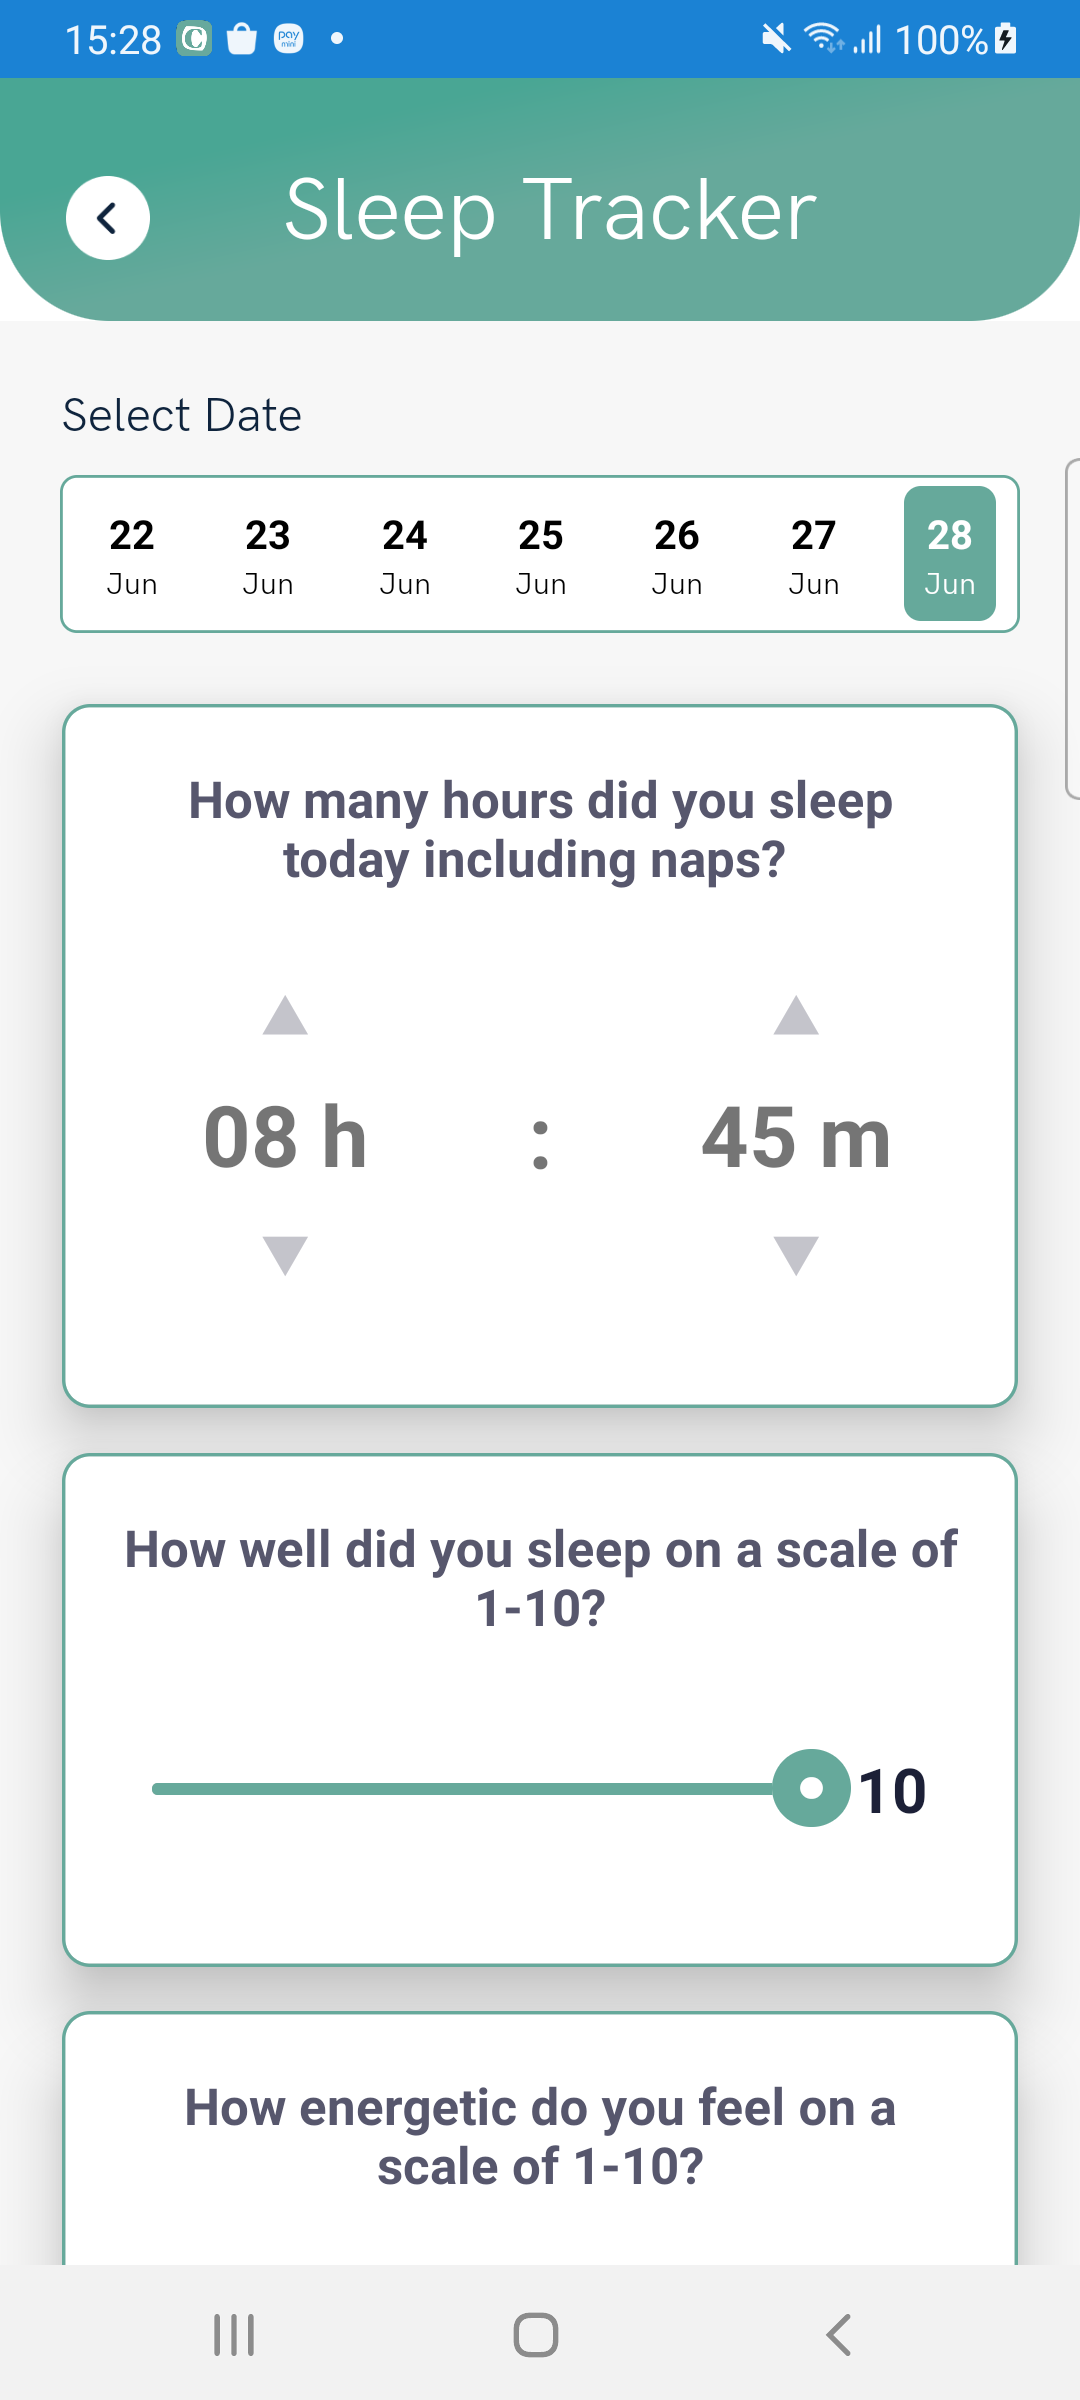 15:28 pay mini 100%
Sleep Tracker
Select Date
22 23 24 25 26 27 28
Jun Jun Jun Jun Jun Jun Jun
How many hours did you sleep
today including naps?
08 h : 45 m
How well did you sleep on a scale of
1-10?
10
How energetic do you feel on a
scale of 1-10?